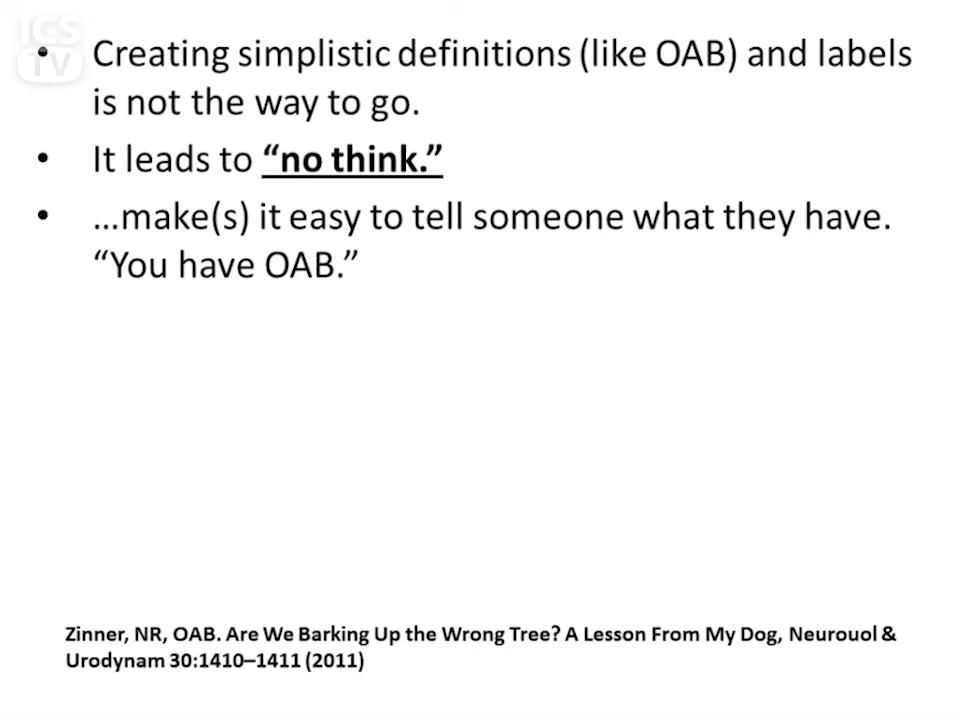 ICS
TV
• Creating simplistic definitions (like OAB) and labels
is not the way to go.
• It leads to “no think.”
• …make(s) it easy to tell someone what they have.
“You have OAB.”
Zinner, NR, OAB. Are We Barking Up the Wrong Tree? A Lesson From My Dog, Neurouol &
Urodynam 30:1410–1411 (2011)